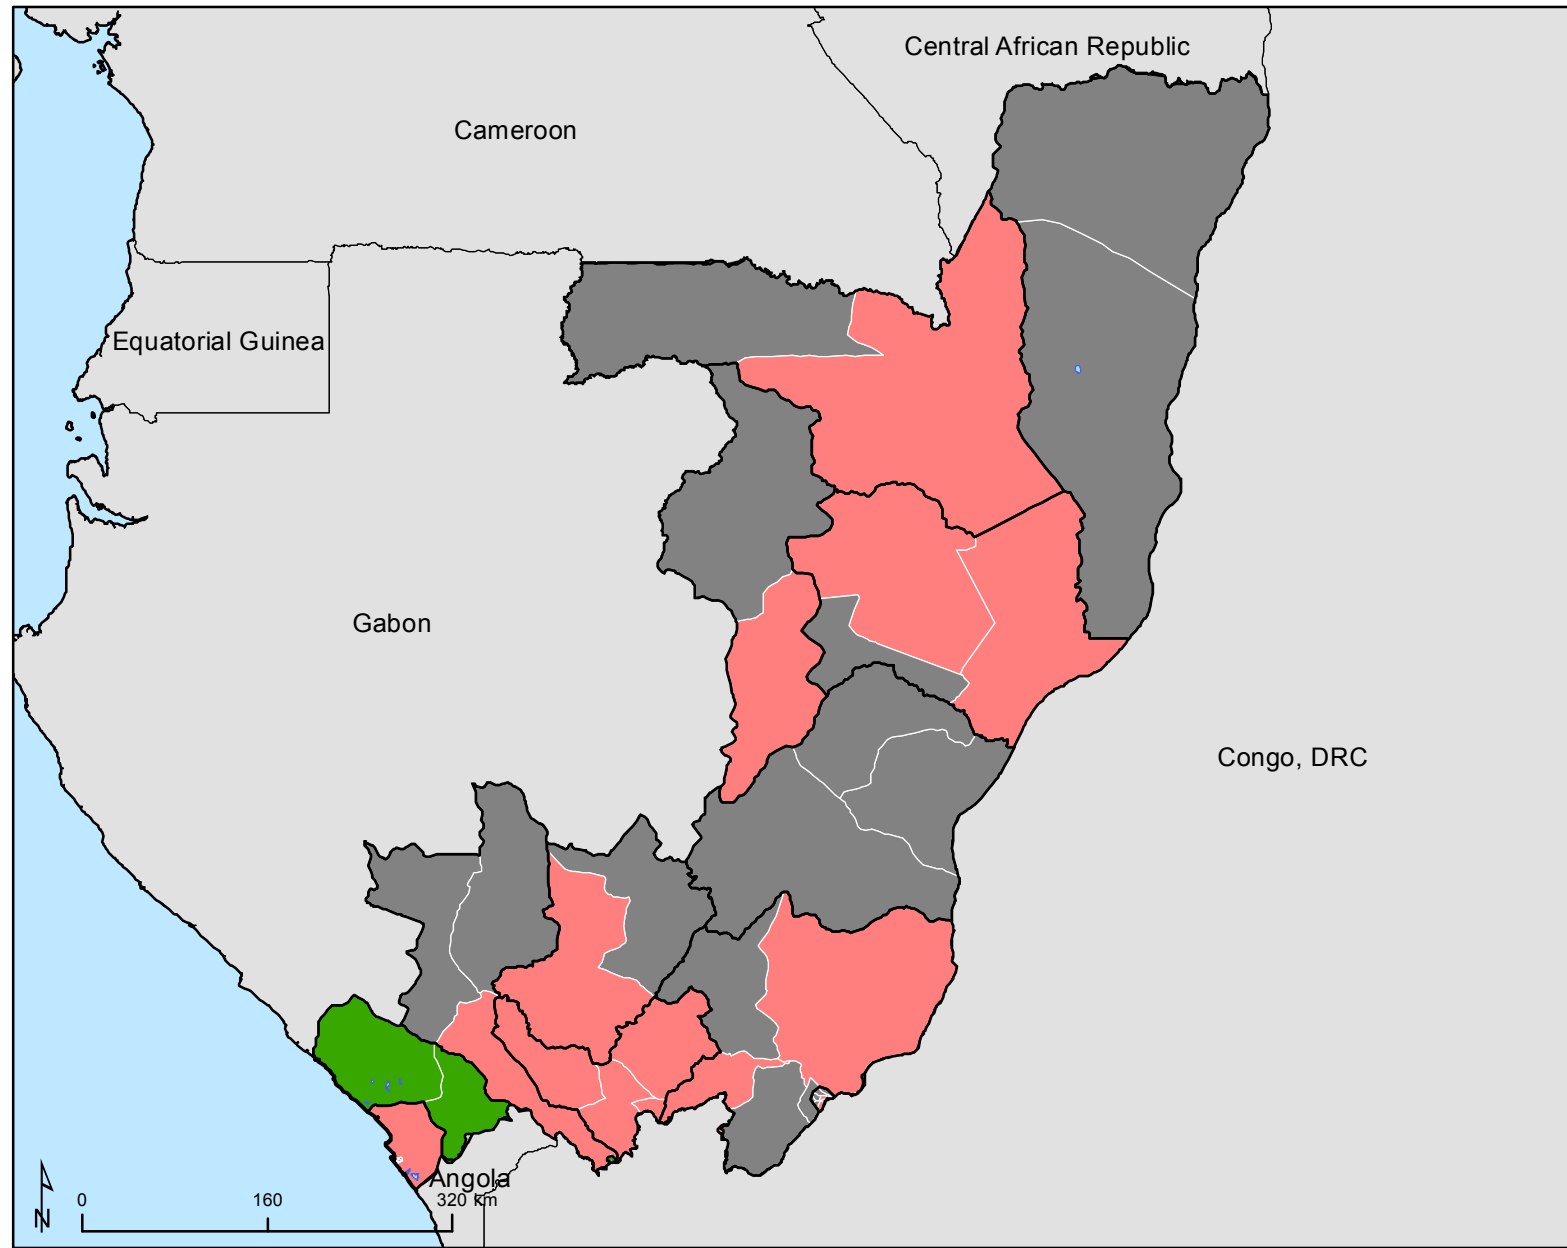 Central African Republic
Cameroon
Equatorial Guinea
Gabon
Congo, DRC
Angola
0 160 320 km
N